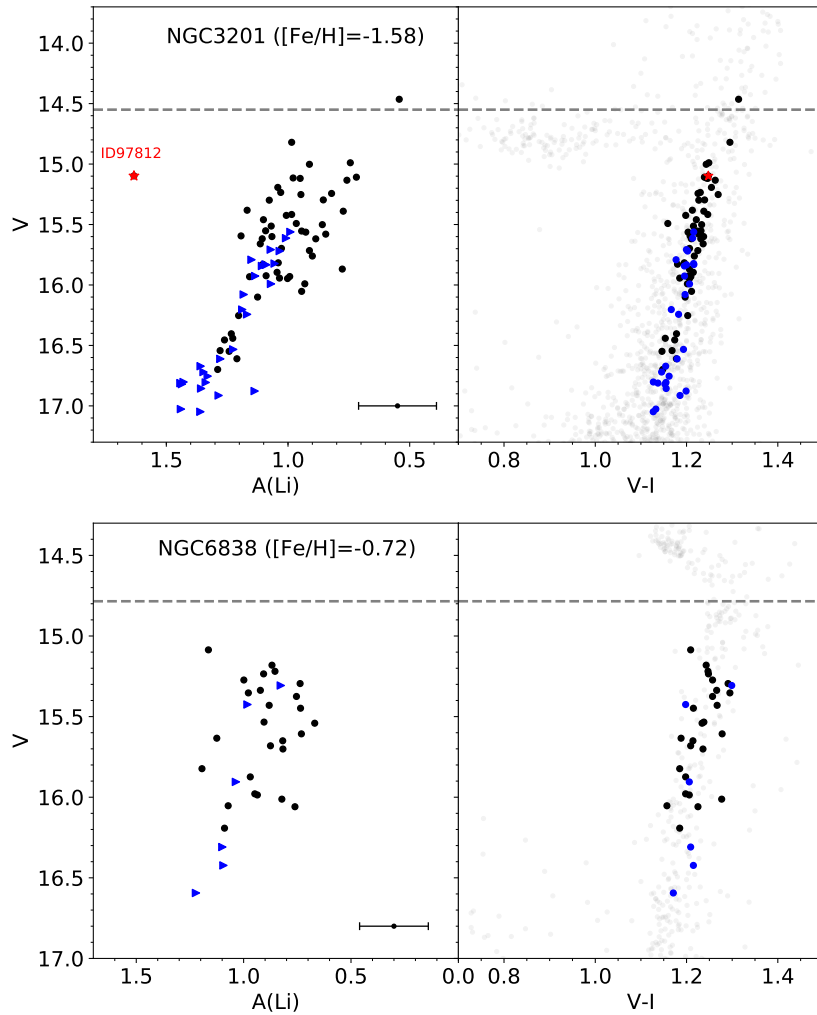 NGC3201 ([Fe/H]=-1.58)
ID97812
14.0
14.5
15.0
15.5
16.0
16.5
17.0
V
1.5 1.0 0.5
A(Li)
0.8 1.0 1.2 1.4
V-I
NGC6838 ([Fe/H]=-0.72)
14.5
15.0
15.5
16.0
16.5
17.0
V
1.5 1.0 0.5 0.0
A(Li)
1.0 1.2 1.4
V-I